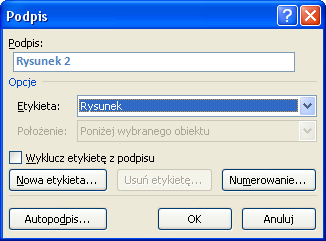 Podpis
Podpis:
Rysunek 2
Opcje
Etykieta: Rysunek
Położenie: Poniżej wybranego obiektu
Wyklucz etykietę z podpisu
Nowa etykieta... Usuń etykietę... Numerowanie...
Autopodpis... OK Anuluj